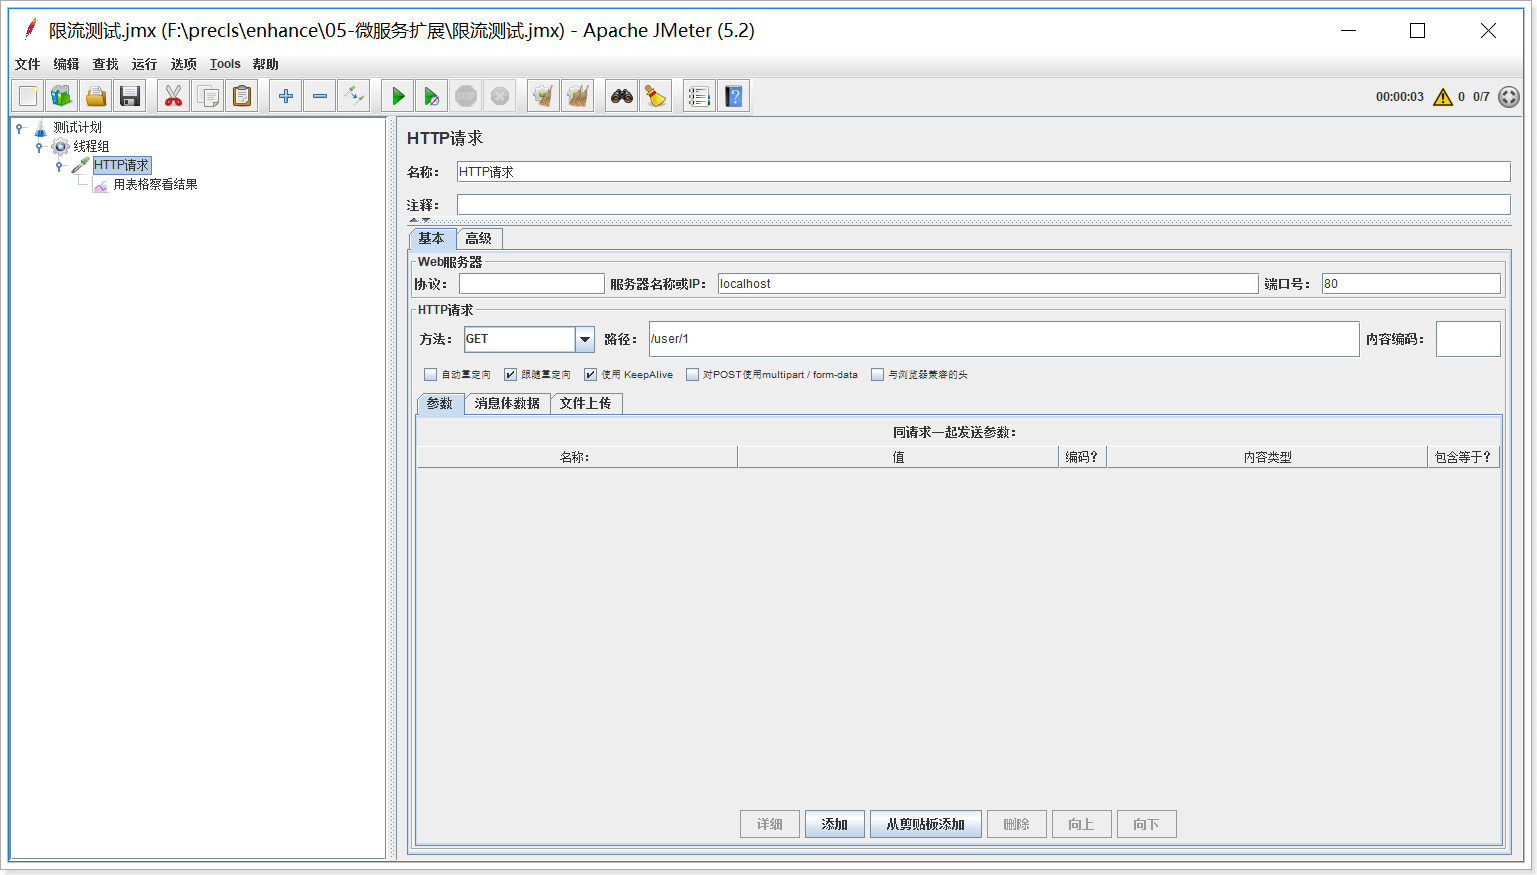 限流测试.jmx (F:\precls\enhance\05-微服务扩展\限流测试.jmx) - Apache JMeter (5.2)
文件 编辑 查找 运行 选项 Tools 帮助
STOP 00:00:03 0 0/7
测试计划
线程组
HTTP请求
用表格察看结果
HTTP请求
名称： HTTP请求
注释：
基本 高级
Web服务器
协议： 服务器名称或IP： localhost 端口号： 80
HTTP请求
方法： GET 路径： /user/1 内容编码：
自动重定向 跟随重定向 使用 KeepAlive 对POST使用multipart / form-data 与浏览器兼容的头
参数 消息体数据 文件上传
同请求一起发送参数：
名称： 值 编码？ 内容类型 包含等于？
详细 添加 从剪贴板添加 删除 向上 向下